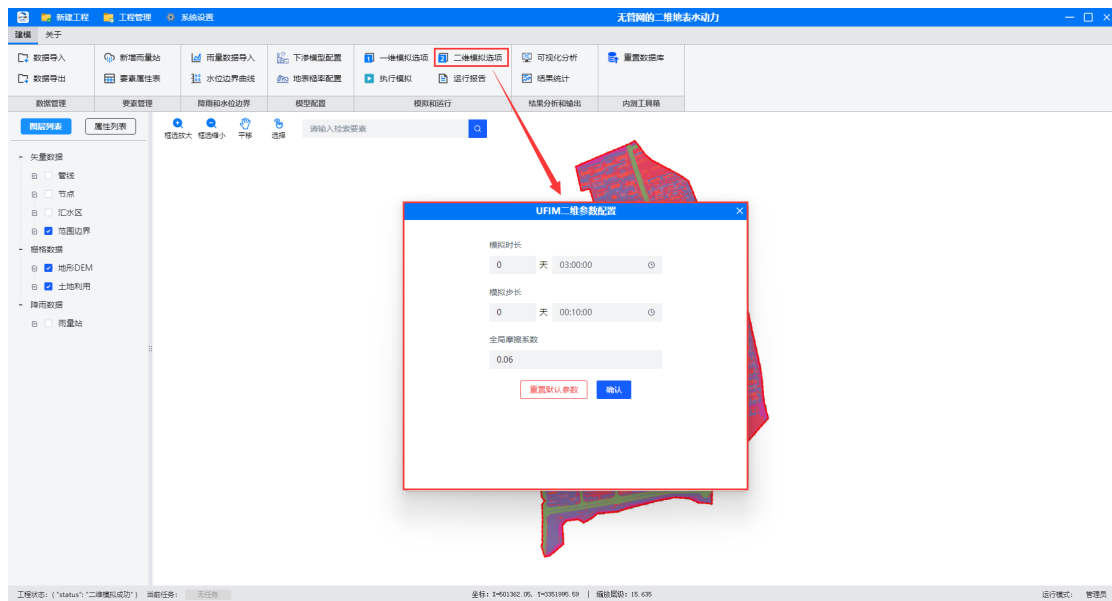 新建工程 工程管理 系统设置 无管网的二维地表水动力
建模 关于
数据导入 新增雨量站 雨量数据导入 下渗模型配置 一维模拟选项 二维模拟选项 可视化分析 重置数据库
数据导出 要素属性表 水位边界曲线 地表糙率配置 执行模拟 运行报告 结果统计
数据管理 要素管理 降雨和水位边界 模型配置 模拟和运行 结果分析和输出 内测工具箱
图层列表 属性列表 框选放大 框选缩小 平移 选择 请输入检索要素
矢量数据
管线
节点
汇水区
范围边界
栅格数据
地形DEM
土地利用
降雨数据
雨量站
UFIM二维参数配置
模拟时长
0 天 03:00:00
模拟步长
0 天 00:10:00
全局摩擦系数
0.06
重置默认参数 确认
工程状态: ("status": "二维模拟成功") 当前任务: 无任务 坐标: X=501362.05, Y=3351995.59 | 缩放层级: 15.635 运行模式: 管理员